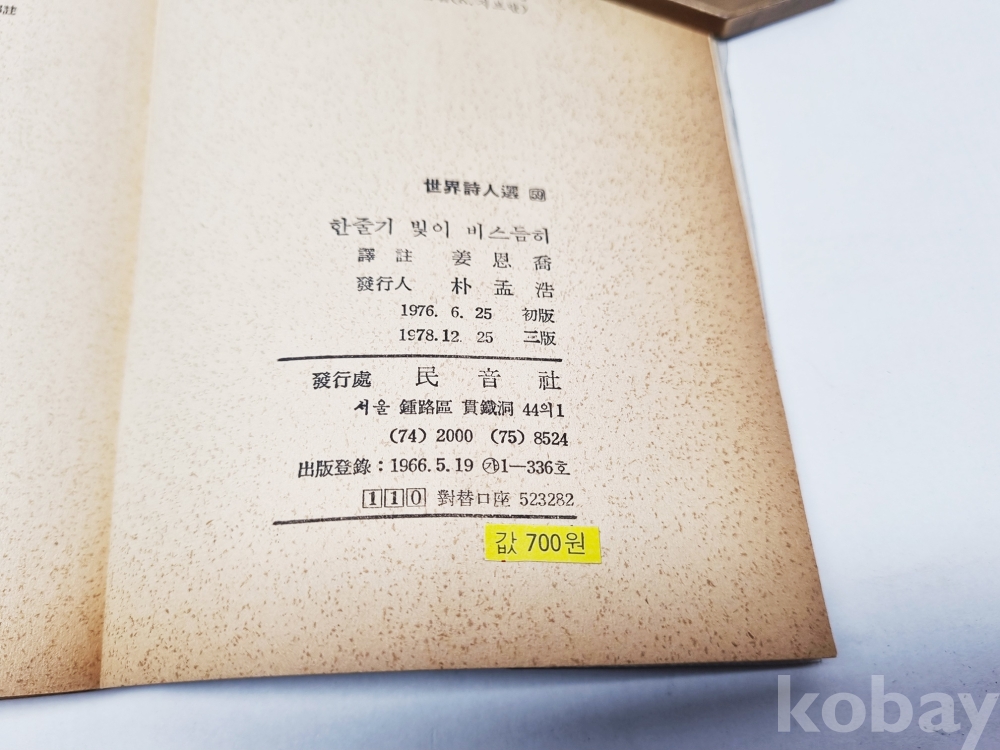 世界詩人選
한줄기 빛이 비스듬히
譯 註 姜 恩 喬
發行人 朴 孟 浩
1976. 6. 25 初版
1978.12. 25 三版
發行處 民 音 社
서울 鍾路區 貫鐵洞 44의1
(74) 2000 (75) 8524
出版登錄 : 1966. 5. 19 ㉮1—336호
110 對替口座 523282
값 700원
kobay